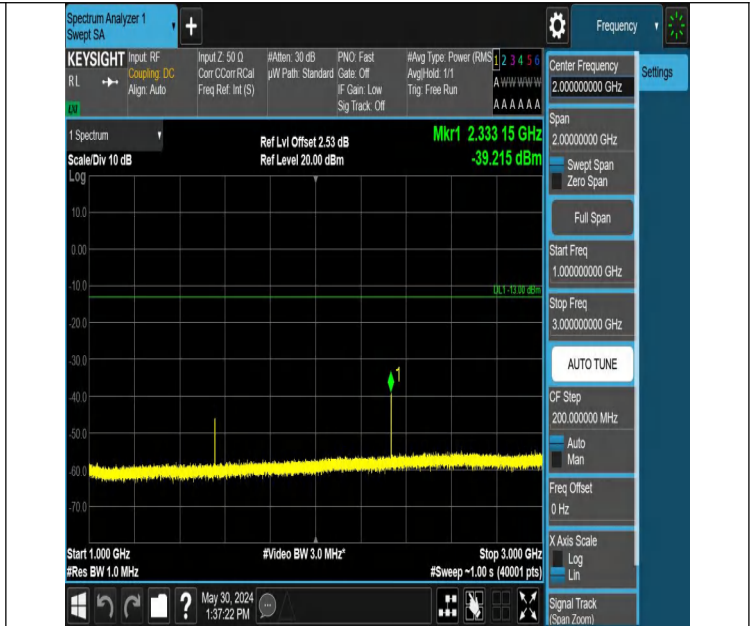 Spectrum Analyzer 1
Swept SA
Frequency
KEYSIGHT
RL
LXI
Input: RF
Coupling: DC
Align: Auto
Input Z: 50 Ω
Corr CCorr RCal
Freq Ref: Int (S)
#Atten: 30 dB
µW Path: Standard
PNO: Fast
Gate: Off
IF Gain: Low
Sig Track: Off
#Avg Type: Power (RMS
Avg|Hold: 1/1
Trig: Free Run
1 2 3 4 5 6
A W W W W W
A A A A A A
1 Spectrum
Scale/Div 10 dB
Log
Ref Lvl Offset 2.53 dB
Ref Level 20.00 dBm
Mkr1 2.333 15 GHz
-39.215 dBm
10.0
0.00
-10.0
DL1 -13.00 dBm
-20.0
-30.0
1
-40.0
-50.0
-60.0
-70.0
Start 1.000 GHz
#Video BW 3.0 MHz*
Stop 3.000 GHz
#Res BW 1.0 MHz
#Sweep ~1.00 s (40001 pts)
May 30, 2024
1:37:22 PM
Center Frequency
2.000000000 GHz
Settings
Span
2.00000000 GHz
Swept Span
Zero Span
Full Span
Start Freq
1.000000000 GHz
Stop Freq
3.000000000 GHz
AUTO TUNE
CF Step
200.000000 MHz
Auto
Man
Freq Offset
0 Hz
X Axis Scale
Log
Lin
Signal Track
(Span Zoom)